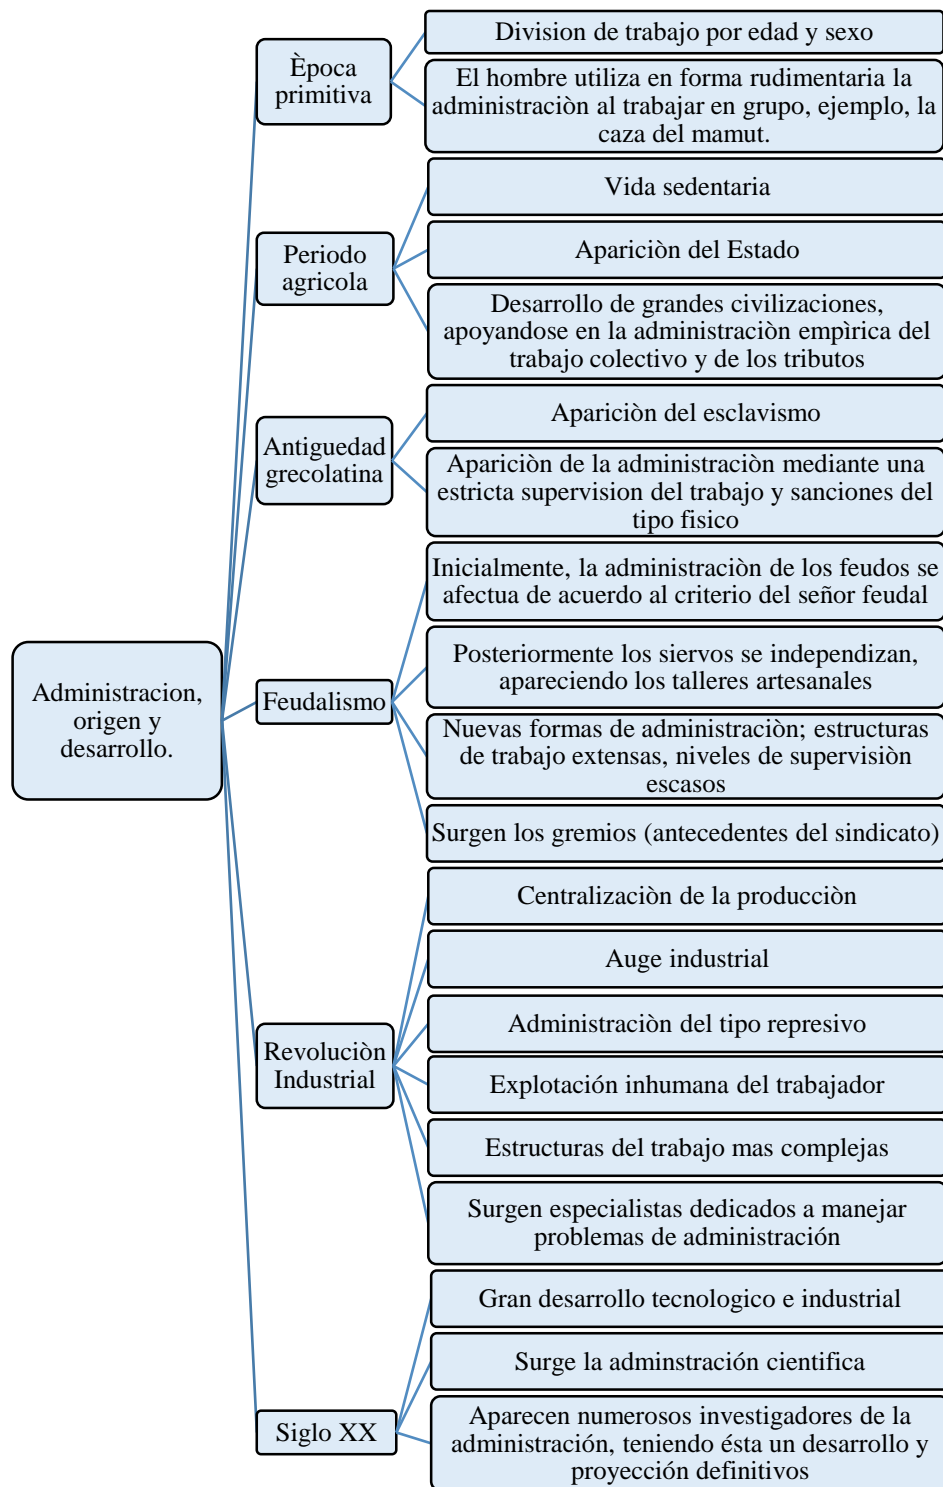 Administracion,
origen y
desarrollo.
Època
primitiva
Division de trabajo por edad y sexo
El hombre utiliza en forma rudimentaria la
administraciòn al trabajar en grupo, ejemplo, la
caza del mamut.
Periodo
agricola
Vida sedentaria
Apariciòn del Estado
Desarrollo de grandes civilizaciones,
apoyandose en la administraciòn empìrica del
trabajo colectivo y de los tributos
Antiguedad
grecolatina
Apariciòn del esclavismo
Apariciòn de la administraciòn mediante una
estricta supervision del trabajo y sanciones del
tipo fisico
Feudalismo
Inicialmente, la administraciòn de los feudos se
afectua de acuerdo al criterio del señor feudal
Posteriormente los siervos se independizan,
apareciendo los talleres artesanales
Nuevas formas de administraciòn; estructuras
de trabajo extensas, niveles de supervisiòn
escasos
Surgen los gremios (antecedentes del sindicato)
Revoluciòn
Industrial
Centralizaciòn de la producciòn
Auge industrial
Administraciòn del tipo represivo
Explotación inhumana del trabajador
Estructuras del trabajo mas complejas
Surgen especialistas dedicados a manejar
problemas de administración
Siglo XX
Gran desarrollo tecnologico e industrial
Surge la adminstración cientifica
Aparecen numerosos investigadores de la
administración, teniendo ésta un desarrollo y
proyección definitivos